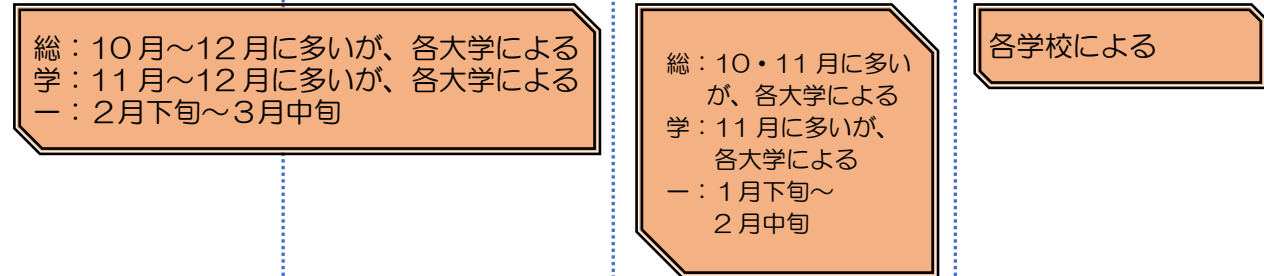 総：10月～12月に多いが、各大学による
学：11月～12月に多いが、各大学による
一：２月下旬～３月中旬
総：10・11月に多い
が、各大学による
学：11月に多いが、
各大学による
一：１月下旬～
２月中旬
各学校による